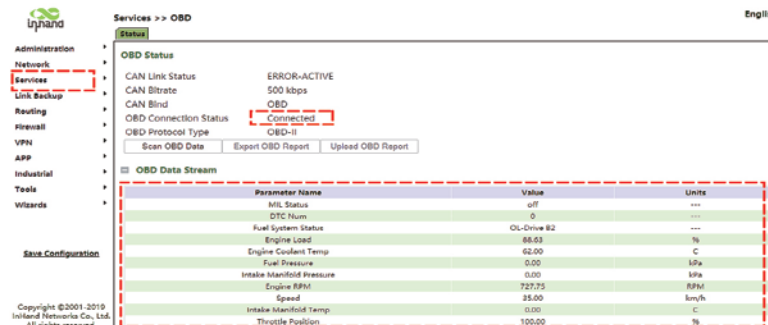 inhand
Services >> OBD
Engli
Status
Administration
Network
Services
Link Backup
Routing
Firewall
VPN
APP
Industrial
Tools
Wizards
Save Configuration
Copyright ©2001-2019
InHand Networks Co., Ltd.
All rights reserved
OBD Status
CAN Link Status ERROR-ACTIVE
CAN Bitrate 500 kbps
CAN Bind OBD
OBD Connection Status Connected
OBD Protocol Type OBD-II
Scan OBD Data Export OBD Report Upload OBD Report
OBD Data Stream
Parameter Name Value Units
MIL Status off ---
DTC Num 0 ---
Fuel System Status OL-Drive B2 ---
Engine Load 88.63 %
Engine Coolant Temp 62.00 C
Fuel Pressure 0.00 kPa
Intake Manifold Pressure 0.00 kPa
Engine RPM 727.75 RPM
Speed 35.00 km/h
Intake Manifold Temp 0.00 C
Throttle Position 100.00 %